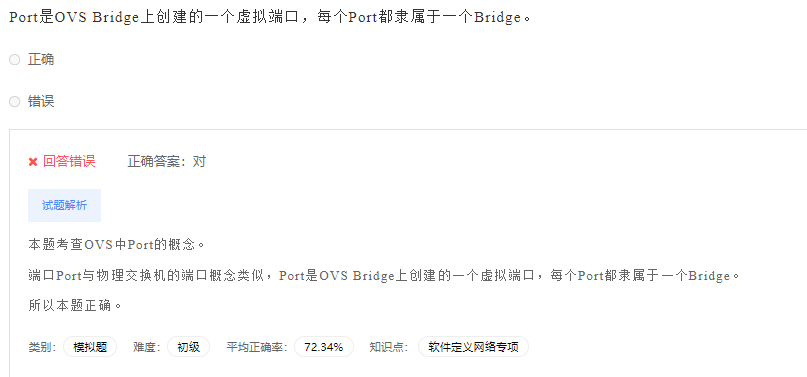 Port是OVS Bridge上创建的一个虚拟端口，每个Port都隶属于一个Bridge。
正确
错误
✖ 回答错误 正确答案：对
试题解析
本题考查OVS中Port的概念。
端口Port与物理交换机的端口概念类似，Port是OVS Bridge上创建的一个虚拟端口，每个Port都隶属于一个Bridge。
所以本题正确。
类别： 模拟题 难度： 初级 平均正确率： 72.34% 知识点： 软件定义网络专项